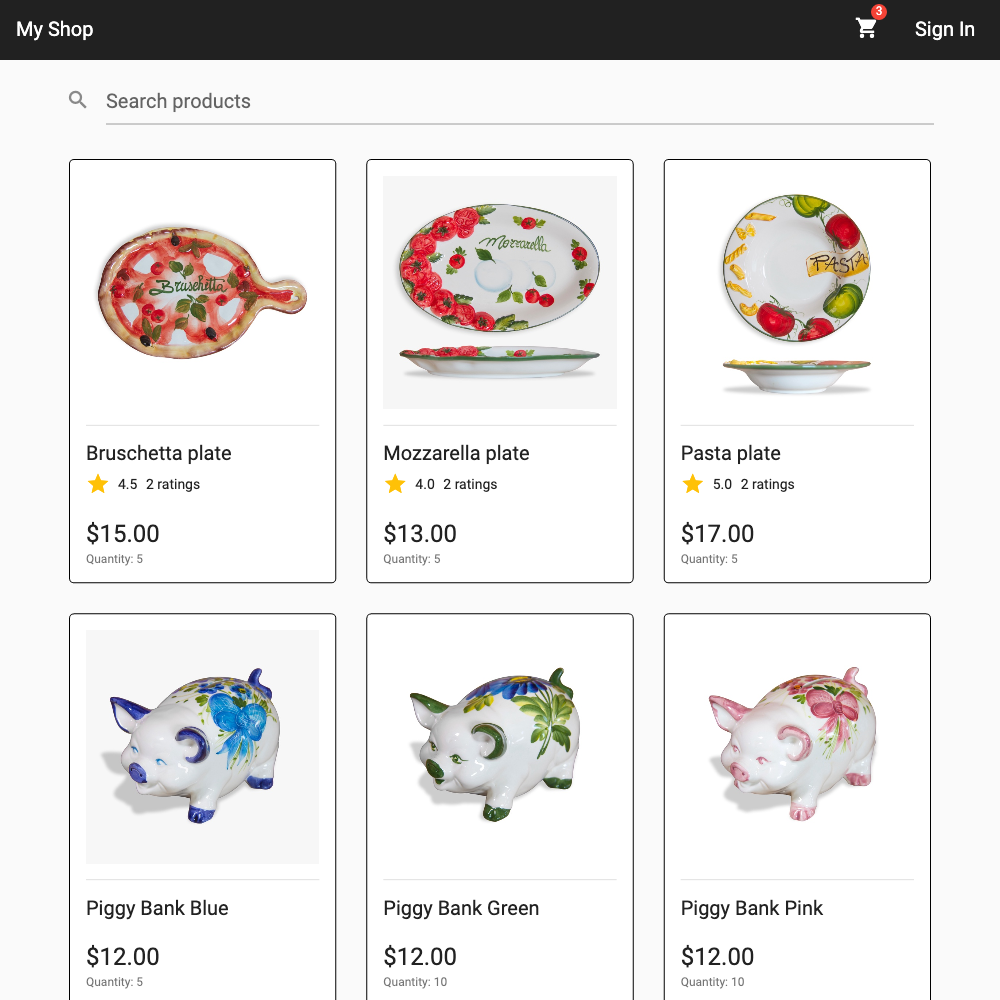 My Shop
3
Sign In
Search products
Bruschetta
Mozzarella
PASTA
Bruschetta plate
4.5 2 ratings
$15.00
Quantity: 5
Mozzarella plate
4.0 2 ratings
$13.00
Quantity: 5
Pasta plate
5.0 2 ratings
$17.00
Quantity: 5
Piggy Bank Blue
$12.00
Quantity: 5
Piggy Bank Green
$12.00
Quantity: 10
Piggy Bank Pink
$12.00
Quantity: 10